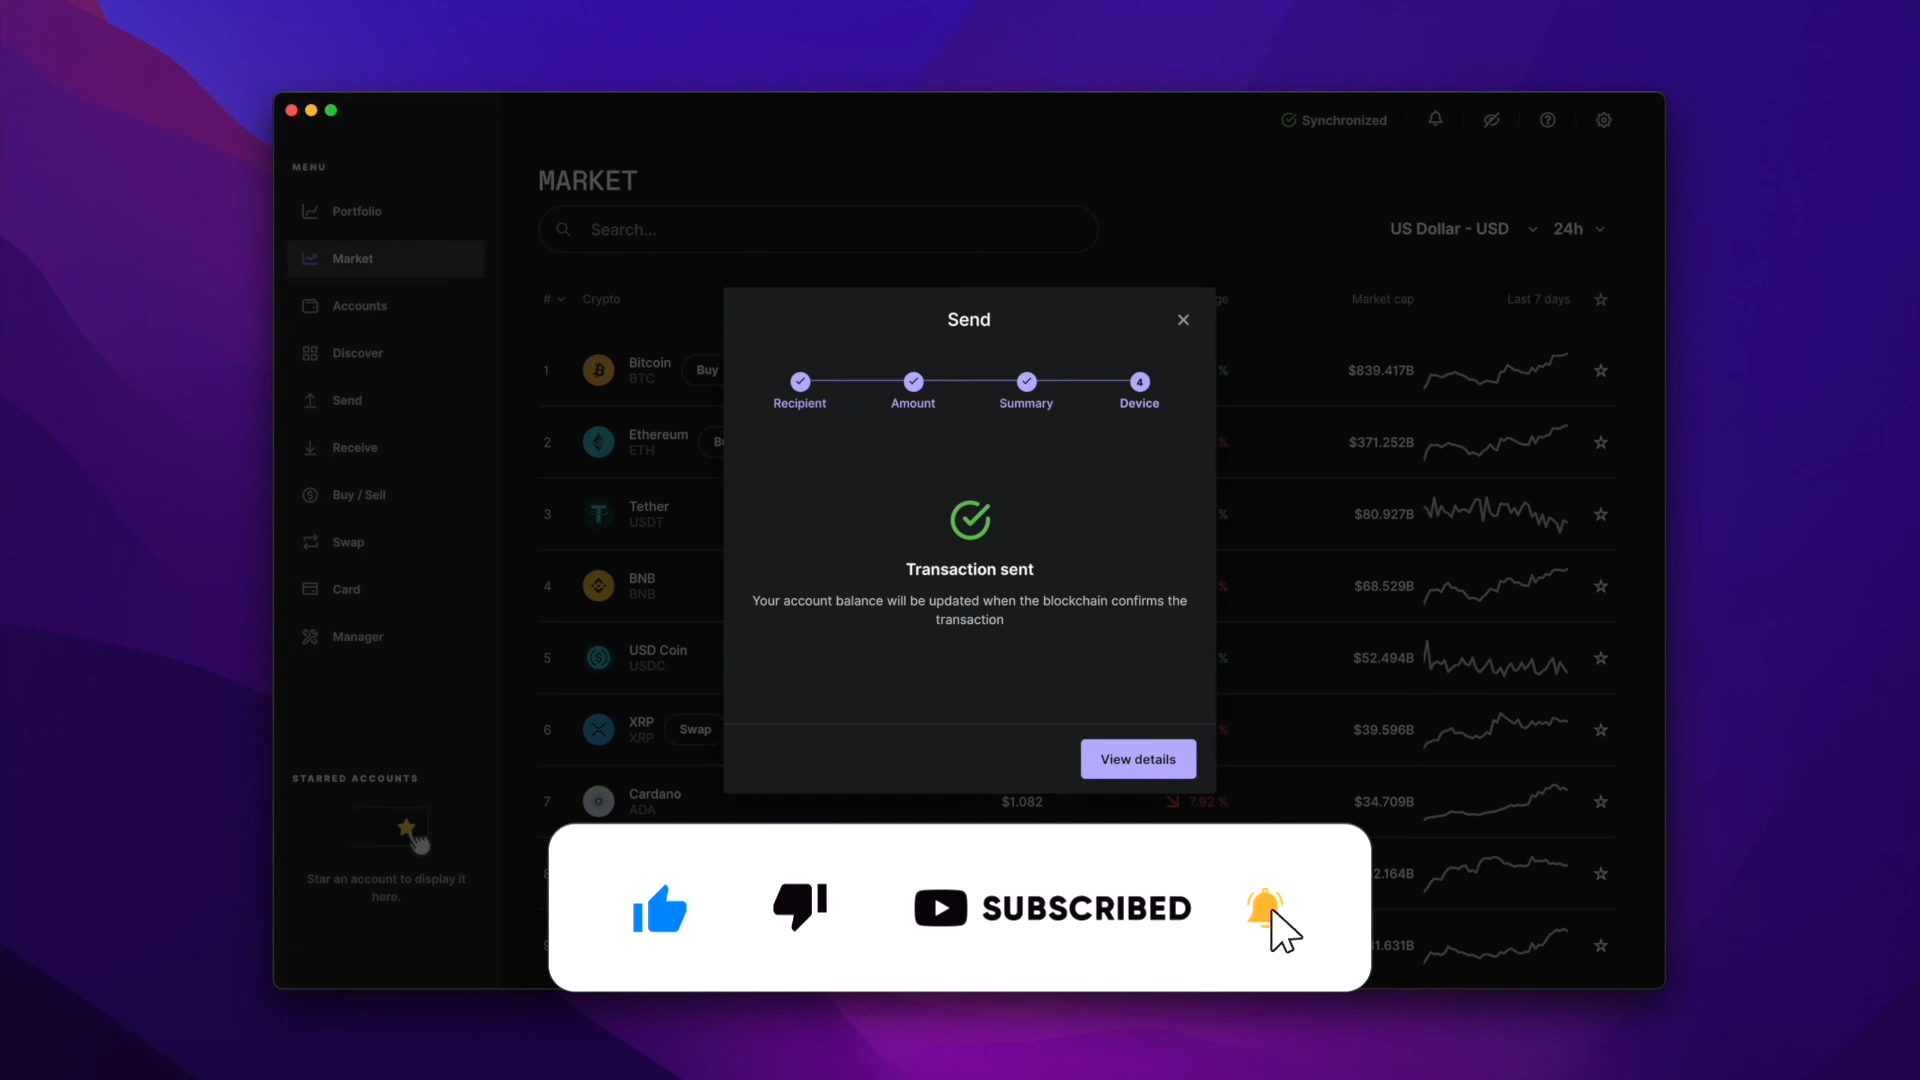 Synchronized
MENU
MARKET
Portfolio
Search...
US Dollar - USD
24h
Market
# Crypto
ge
Market cap
Last 7 days
Accounts
Send
Discover
1
Bitcoin
BTC
Buy
%
$839.417B
4
Recipient
Amount
Summary
Device
Send
2
Ethereum
ETH
%
$371.252B
Receive
Buy / Sell
3
Tether
USDT
%
$80.927B
Swap
Transaction sent
Card
4
BNB
BNB
%
$68.529B
Your account balance will be updated when the blockchain confirms the
transaction
Manager
5
USD Coin
USDC
%
$52.494B
6
XRP
XRP
Swap
%
$39.596B
View details
STARRED ACCOUNTS
7
Cardano
ADA
$1.082
7.92 %
$34.709B
Star an account to display it
here.
2.164B
SUBSCRIBED
1.631B